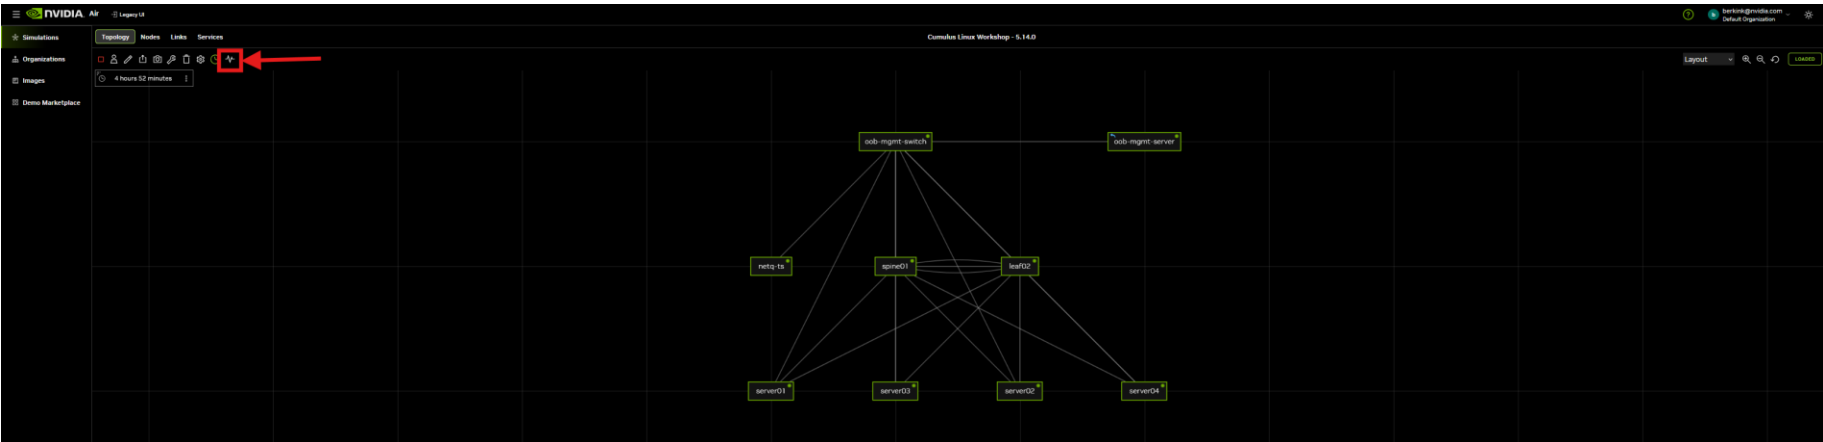 NVIDIA. Air Legacy UI
berkink@nvidia.com
Default Organization
Simulations
Organizations
Images
Demo Marketplace
Topology Nodes Links Services
Cumulus Linux Workshop - 5.14.0
Layout
LOADED
4 hours 52 minutes
oob-mgmt-switch
oob-mgmt-server
netq-ts
spine01
leaf02
server01
server03
server02
server04